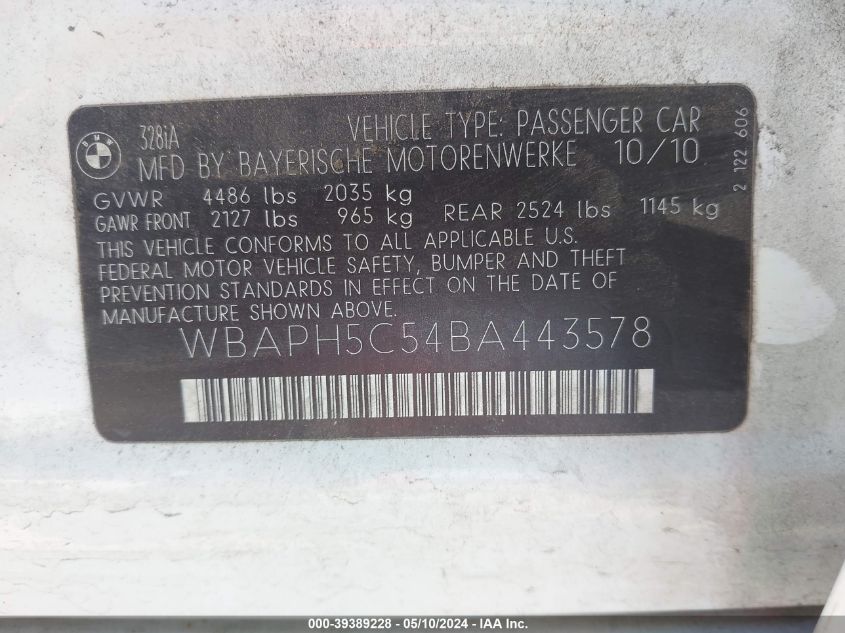 BMW
328iA VEHICLE TYPE: PASSENGER CAR
MFD BY BAYERISCHE MOTORENWERKE 10/10
GVWR 4486 lbs 2035 kg
GAWR FRONT 2127 lbs 965 kg REAR 2524 lbs 1145 kg
THIS VEHICLE CONFORMS TO ALL APPLICABLE U.S.
FEDERAL MOTOR VEHICLE SAFETY, BUMPER AND THEFT
PREVENTION STANDARDS IN EFFECT ON THE DATE OF
MANUFACTURE SHOWN ABOVE.
WBAPH5C54BA443578
2 122 606
000-39389228 - 05/10/2024 - IAA Inc.